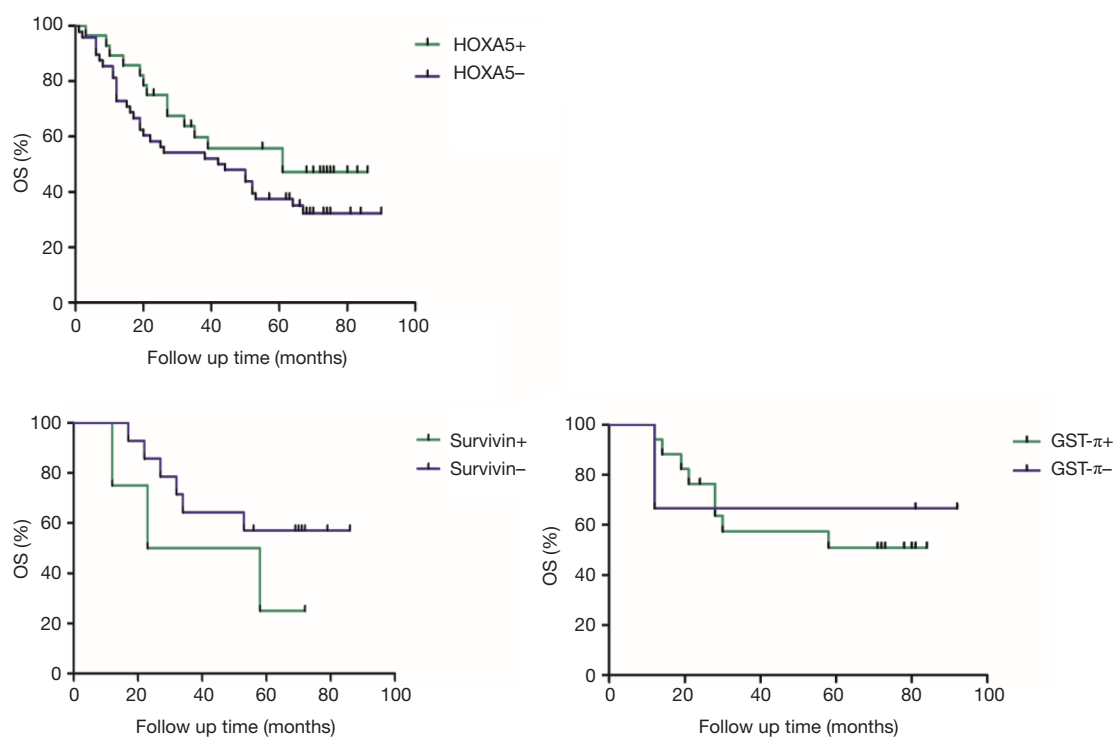 100
80
60
40
20
0
OS (%)
0 20 40 60 80 100
Follow up time (months)
HOXA5+
HOXA5–
100
80
60
40
20
0
OS (%)
0 20 40 60 80 100
Follow up time (months)
Survivin+
Survivin–
100
80
60
40
20
0
OS (%)
0 20 40 60 80 100
Follow up time (months)
GST-π+
GST-π–